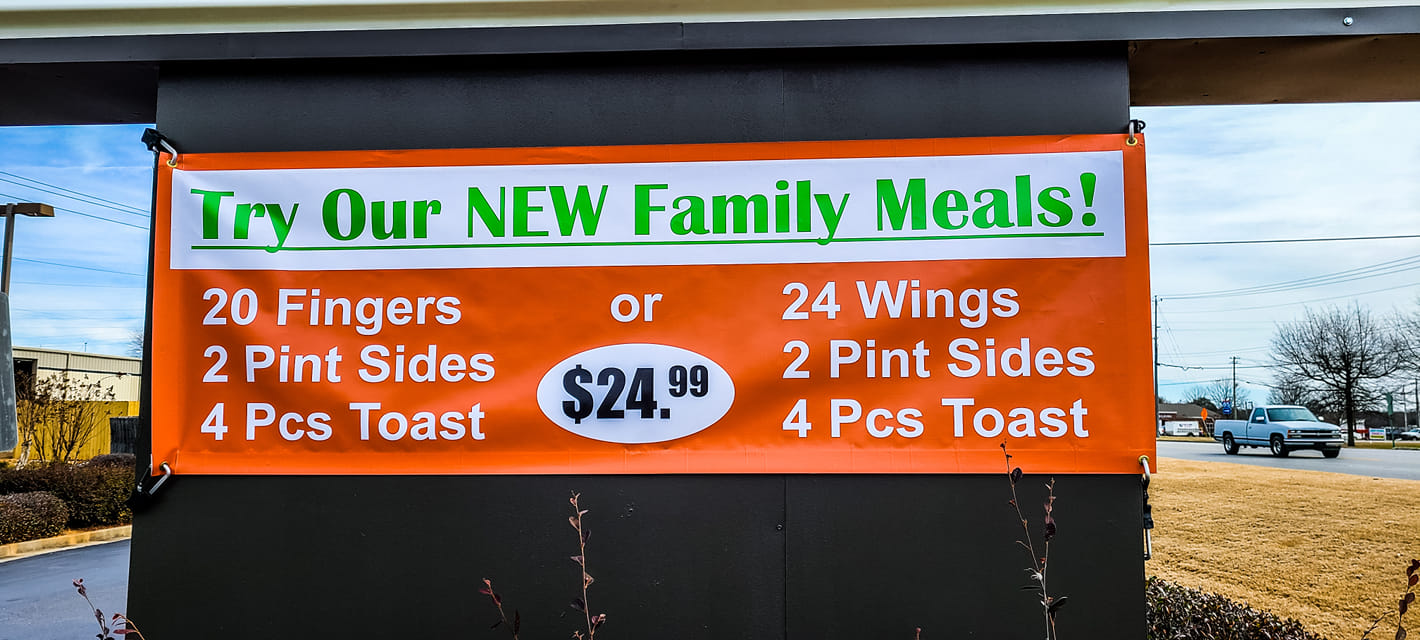 Try Our NEW Family Meals!
20 Fingers
2 Pint Sides
4 Pcs Toast
or
$24.99
24 Wings
2 Pint Sides
4 Pcs Toast